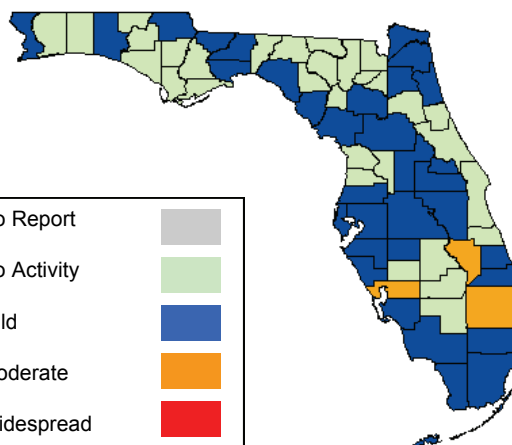 o Report
o Activity
ld
oderate
idespread